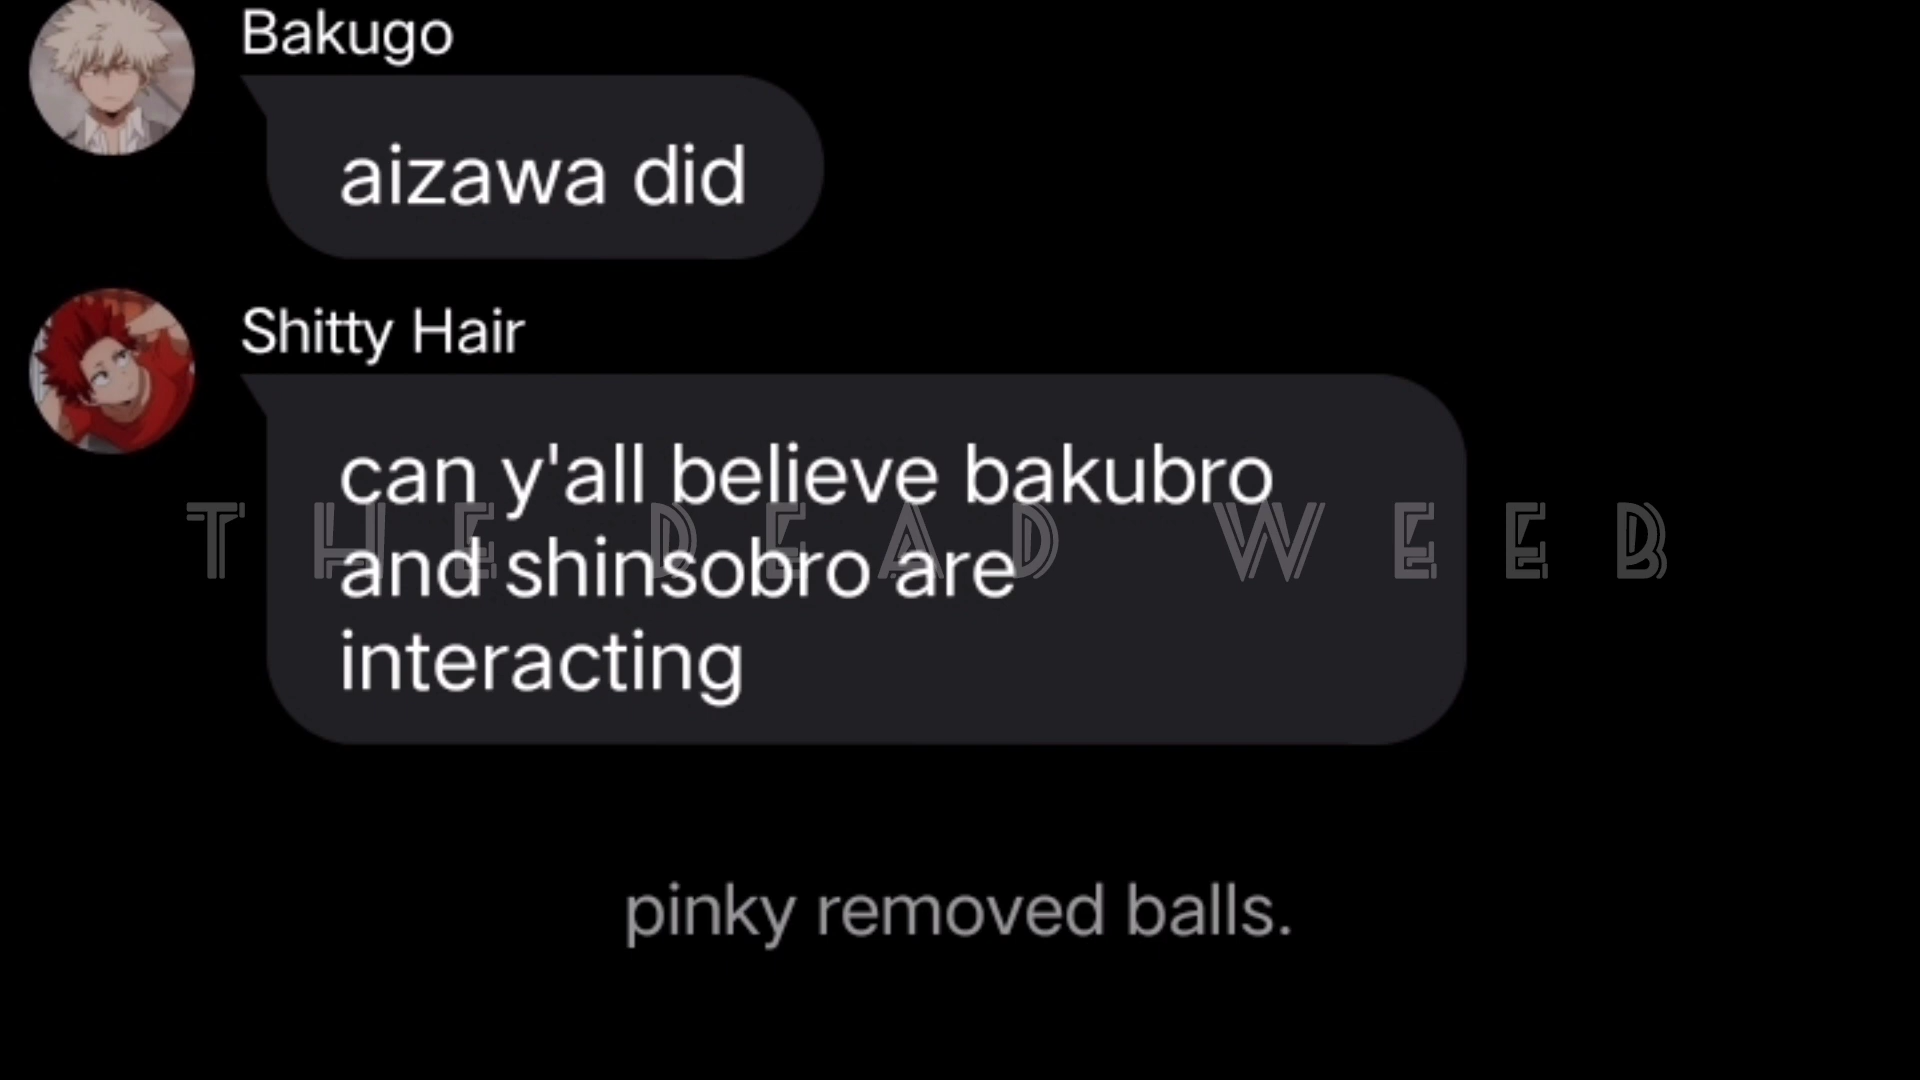 Bakugo
aizawa did
Shitty Hair
can y'all believe bakubro
THE DEAD WEEB
and shinsobro are
interacting
pinky removed balls.